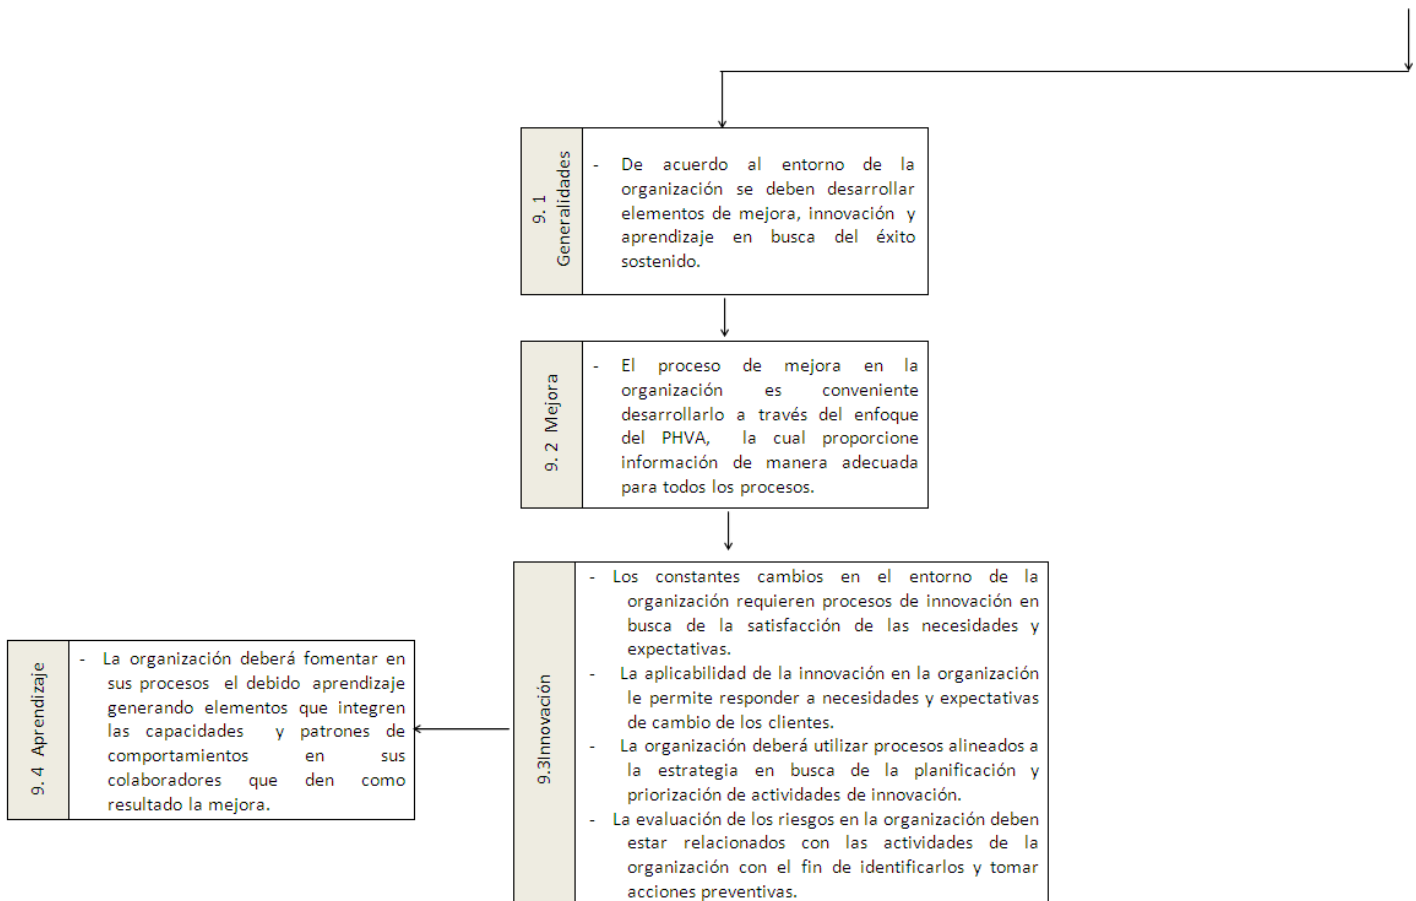 9. 1
Generalidades
- De acuerdo al entorno de la
organización se deben desarrollar
elementos de mejora, innovación y
aprendizaje en busca del éxito
sostenido.
9. 2 Mejora
- El proceso de mejora en la
organización es conveniente
desarrollarlo a través del enfoque
del PHVA, la cual proporcione
información de manera adecuada
para todos los procesos.
9.3Innovación
- Los constantes cambios en el entorno de la
organización requieren procesos de innovación en
busca de la satisfacción de las necesidades y
expectativas.
- La aplicabilidad de la innovación en la organización
le permite responder a necesidades y expectativas
de cambio de los clientes.
- La organización deberá utilizar procesos alineados a
la estrategia en busca de la planificación y
priorización de actividades de innovación.
- La evaluación de los riesgos en la organización deben
estar relacionados con las actividades de la
organización con el fin de identificarlos y tomar
acciones preventivas.
9. 4 Aprendizaje
- La organización deberá fomentar en
sus procesos el debido aprendizaje
generando elementos que integren
las capacidades y patrones de
comportamientos en sus
colaboradores que den como
resultado la mejora.